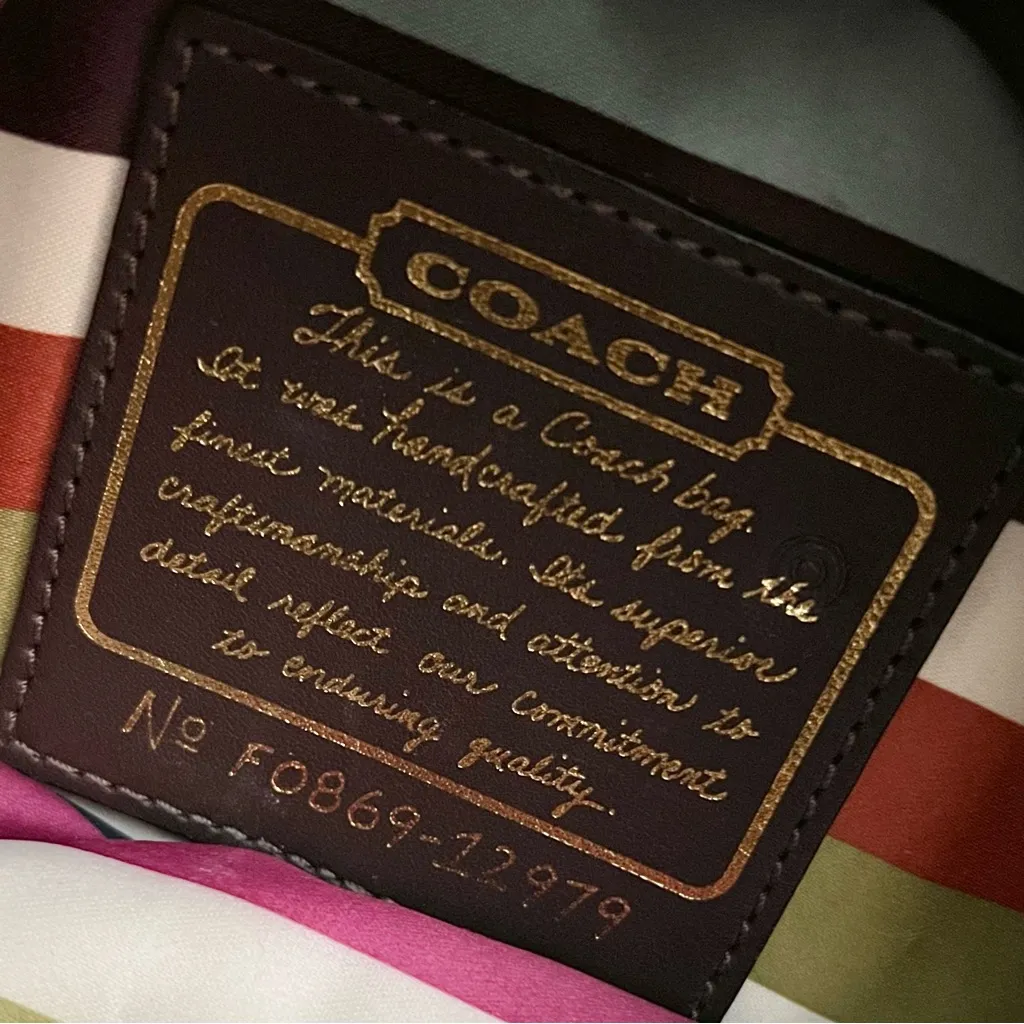 COACH
This is a Coach bag.
It was handcrafted from the
finest materials. Its superior
craftsmanship and attention to
detail reflect our commitment
to enduring quality.
Nº F0869-12979